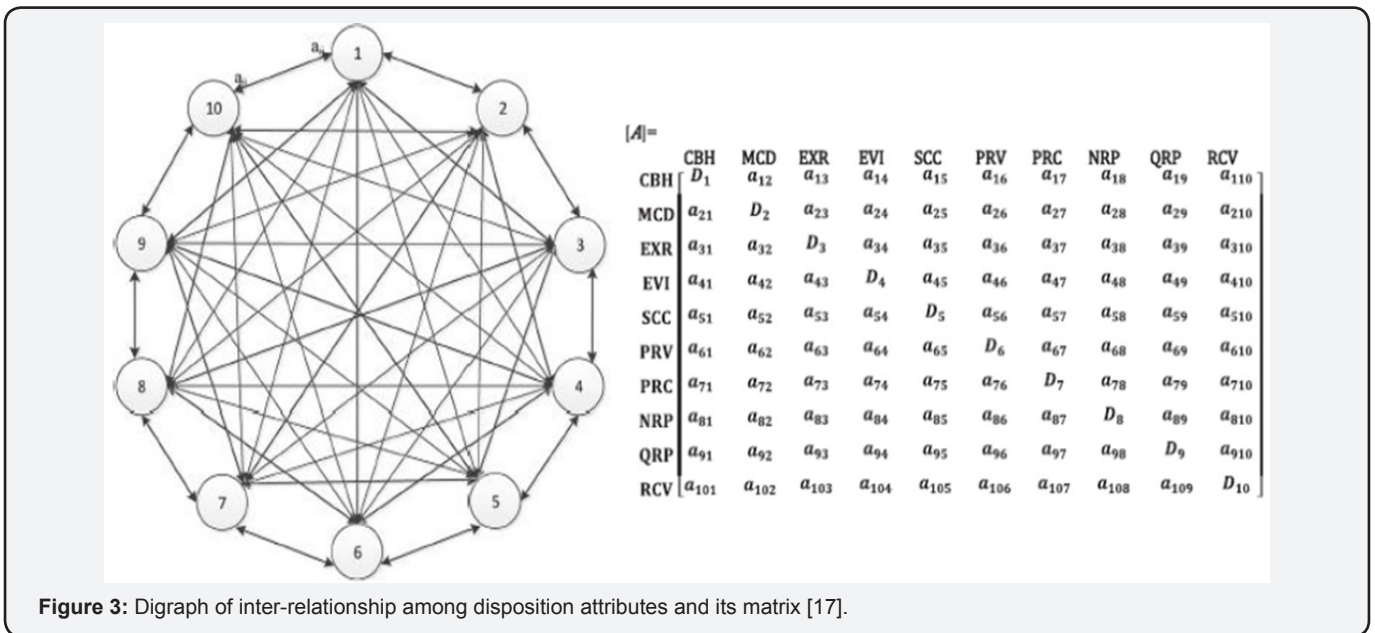 a_ij
1
a_ji
10
2
9
3
8
4
7
5
6
[A]=
CBH MCD EXR EVI SCC PRV PRC NRP QRP RCV
CBH D₁ a₁₂ a₁₃ a₁₄ a₁₅ a₁₆ a₁₇ a₁₈ a₁₉ a₁₁₀
MCD a₂₁ D₂ a₂₃ a₂₄ a₂₅ a₂₆ a₂₇ a₂₈ a₂₉ a₂₁₀
EXR a₃₁ a₃₂ D₃ a₃₄ a₃₅ a₃₆ a₃₇ a₃₈ a₃₉ a₃₁₀
EVI a₄₁ a₄₂ a₄₃ D₄ a₄₅ a₄₆ a₄₇ a₄₈ a₄₉ a₄₁₀
SCC a₅₁ a₅₂ a₅₃ a₅₄ D₅ a₅₆ a₅₇ a₅₈ a₅₉ a₅₁₀
PRV a₆₁ a₆₂ a₆₃ a₆₄ a₆₅ D₆ a₆₇ a₆₈ a₆₉ a₆₁₀
PRC a₇₁ a₇₂ a₇₃ a₇₄ a₇₅ a₇₆ D₇ a₇₈ a₇₉ a₇₁₀
NRP a₈₁ a₈₂ a₈₃ a₈₄ a₈₅ a₈₆ a₈₇ D₈ a₈₉ a₈₁₀
QRP a₉₁ a₉₂ a₉₃ a₉₄ a₉₅ a₉₆ a₉₇ a₉₈ D₉ a₉₁₀
RCV a₁₀₁ a₁₀₂ a₁₀₃ a₁₀₄ a₁₀₅ a₁₀₆ a₁₀₇ a₁₀₈ a₁₀₉ D₁₀
Figure 3: Digraph of inter-relationship among disposition attributes and its matrix [17].